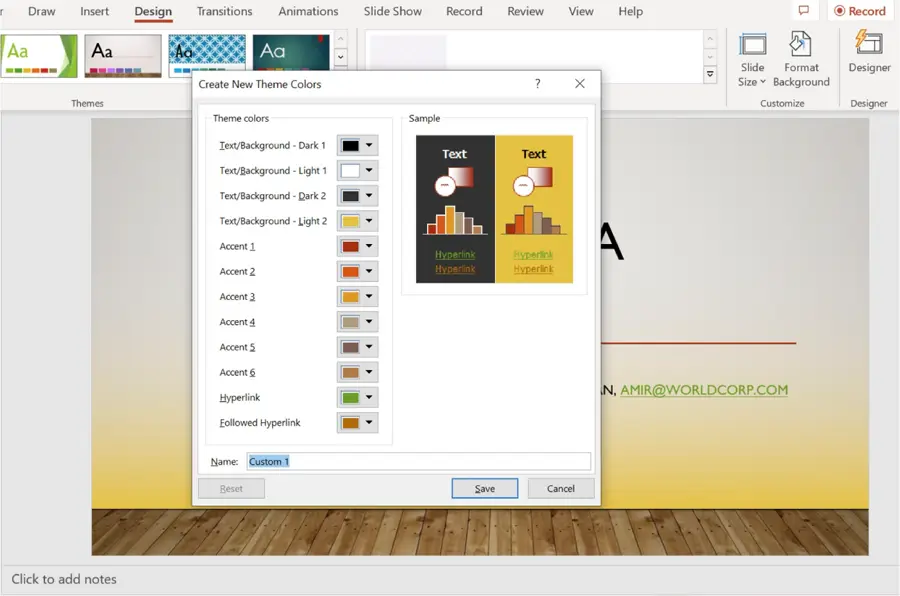 Draw Insert Design Transitions Animations Slide Show Record Review View Help Record
Aa Aa Aa Aa
Slide Size
Format Background
Designer
Themes
Customize
Designer
Create New Theme Colors ?
Theme colors
Text/Background - Dark 1
Text/Background - Light 1
Text/Background - Dark 2
Text/Background - Light 2
Accent 1
Accent 2
Accent 3
Accent 4
Accent 5
Accent 6
Hyperlink
Followed Hyperlink
Sample
Text Text
Hyperlink Hyperlink
Hyperlink Hyperlink
Name: Custom 1
Reset Save Cancel
A
AN, AMIR@WORLDCORP.COM
Click to add notes